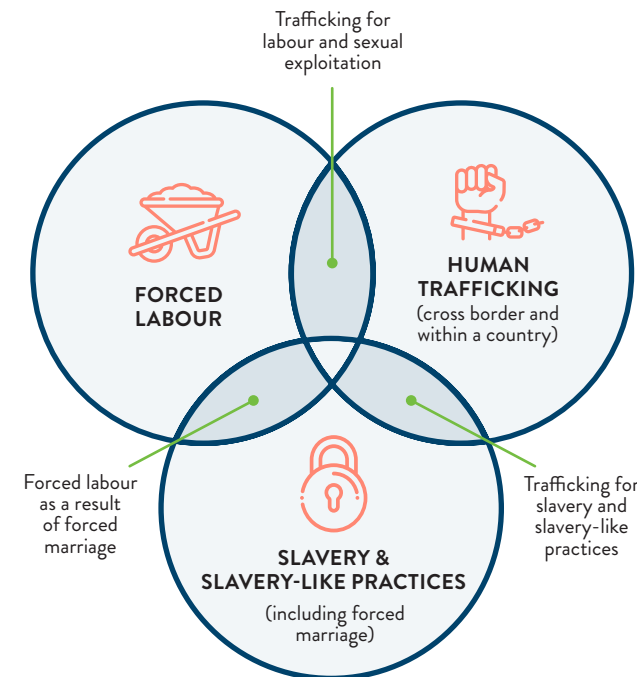 Trafficking for
labour and sexual
exploitation
FORCED
LABOUR
HUMAN
TRAFFICKING
(cross border and
within a country)
Forced labour
as a result
of forced
marriage
Trafficking for
slavery and
slavery-like
practices
SLAVERY &
SLAVERY-LIKE PRACTICES
(including forced
marriage)